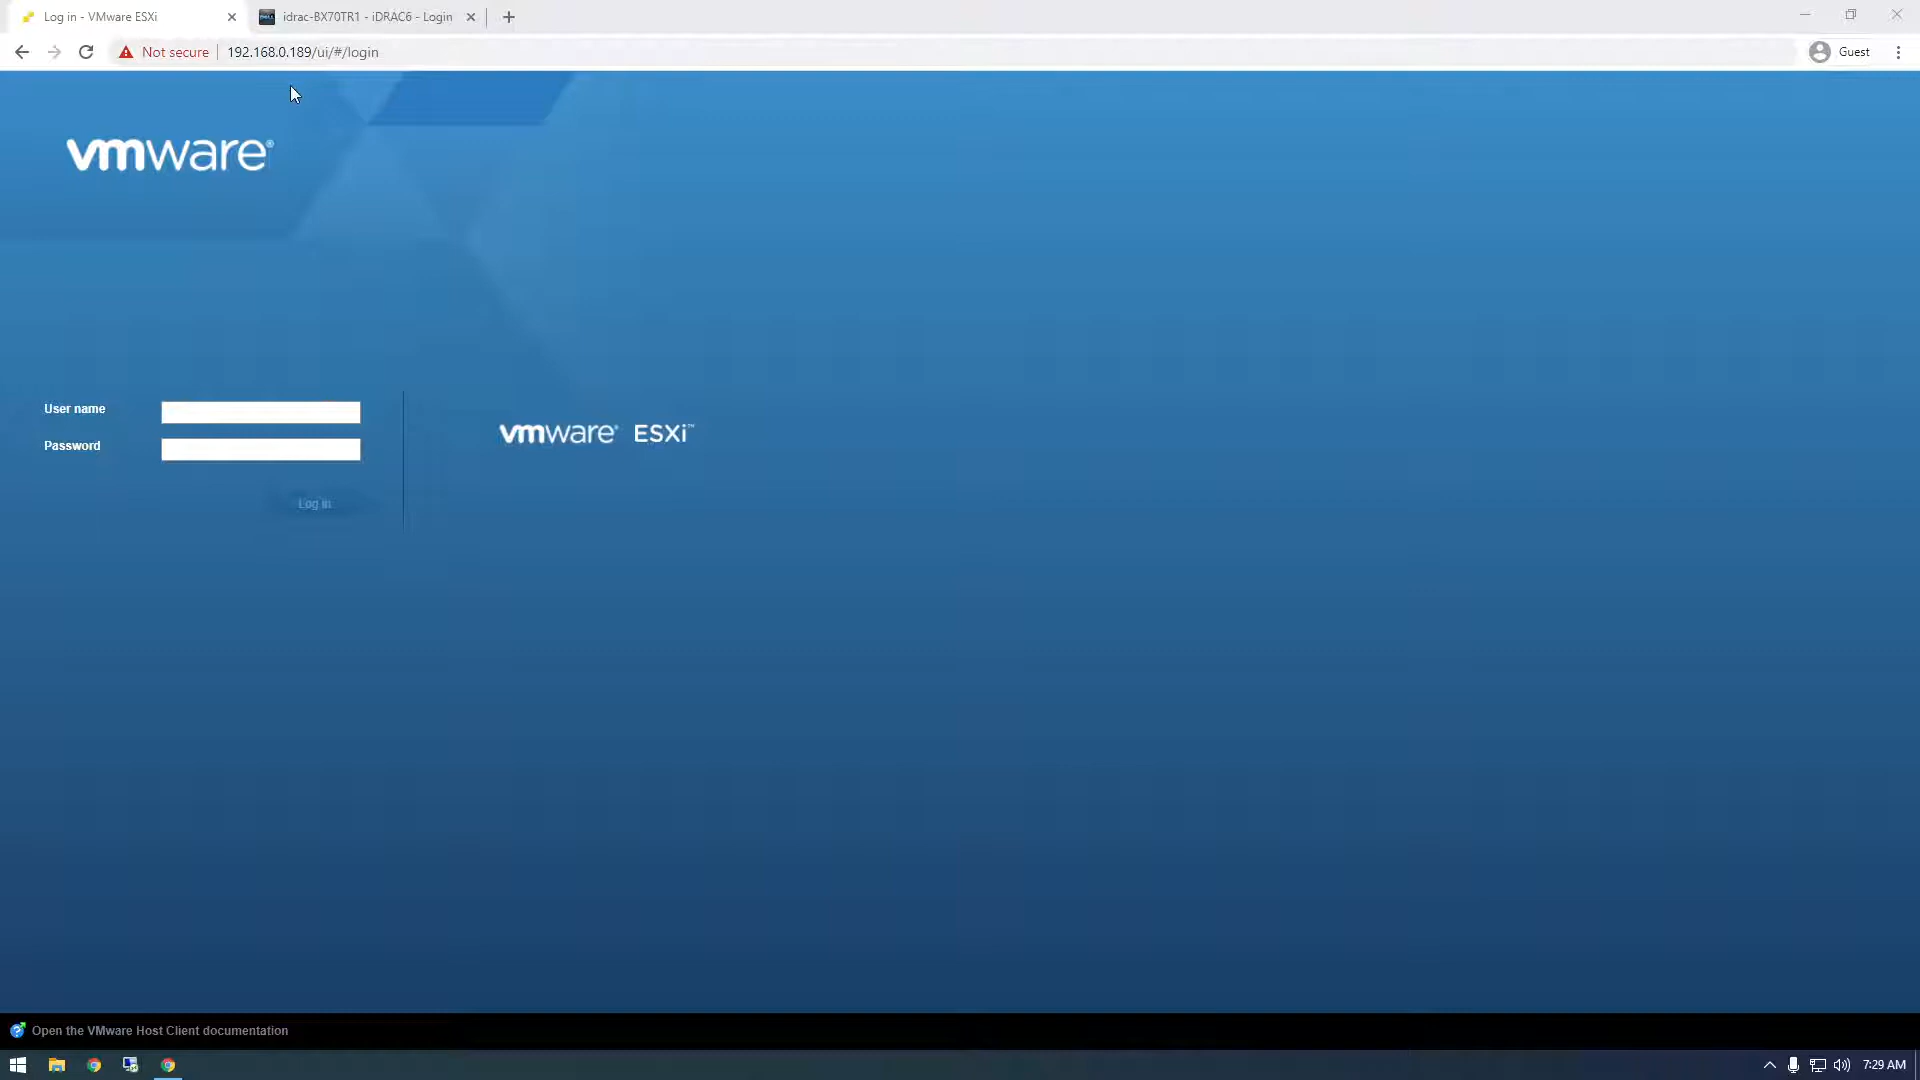 Log in - VMware ESXi
idrac-BX70TR1 - iDRAC6 - Login
Not secure
192.168.0.189/ui/#/login
Guest
vmware®
User name
Password
Log in
vmware® ESXi™
Open the VMware Host Client documentation
7:29 AM